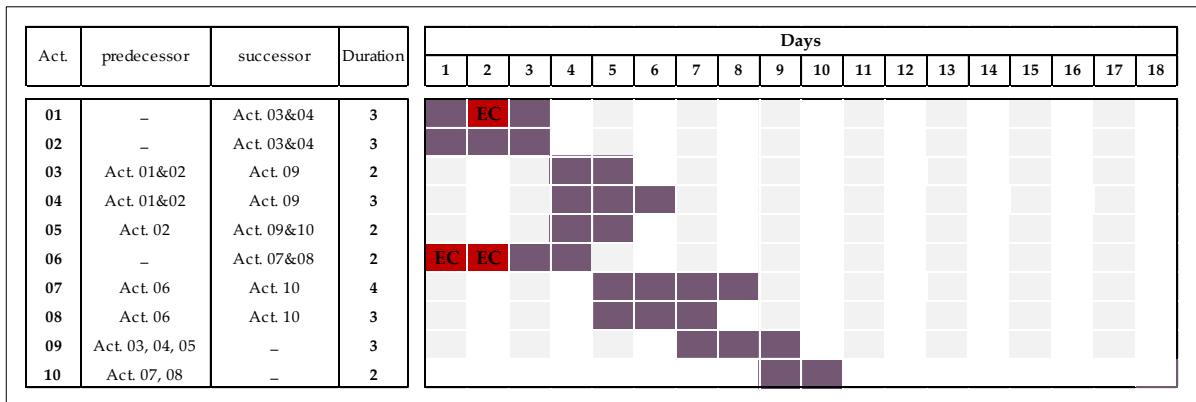 Act. predecessor successor Duration Days
1 2 3 4 5 6 7 8 9 10 11 12 13 14 15 16 17 18
01 – Act. 03&04 3 EC
02 – Act. 03&04 3
03 Act. 01&02 Act. 09 2
04 Act. 01&02 Act. 09 3
05 Act. 02 Act. 09&10 2
06 – Act. 07&08 2 EC EC
07 Act. 06 Act. 10 4
08 Act. 06 Act. 10 3
09 Act. 03, 04, 05 – 3
10 Act. 07, 08 – 2